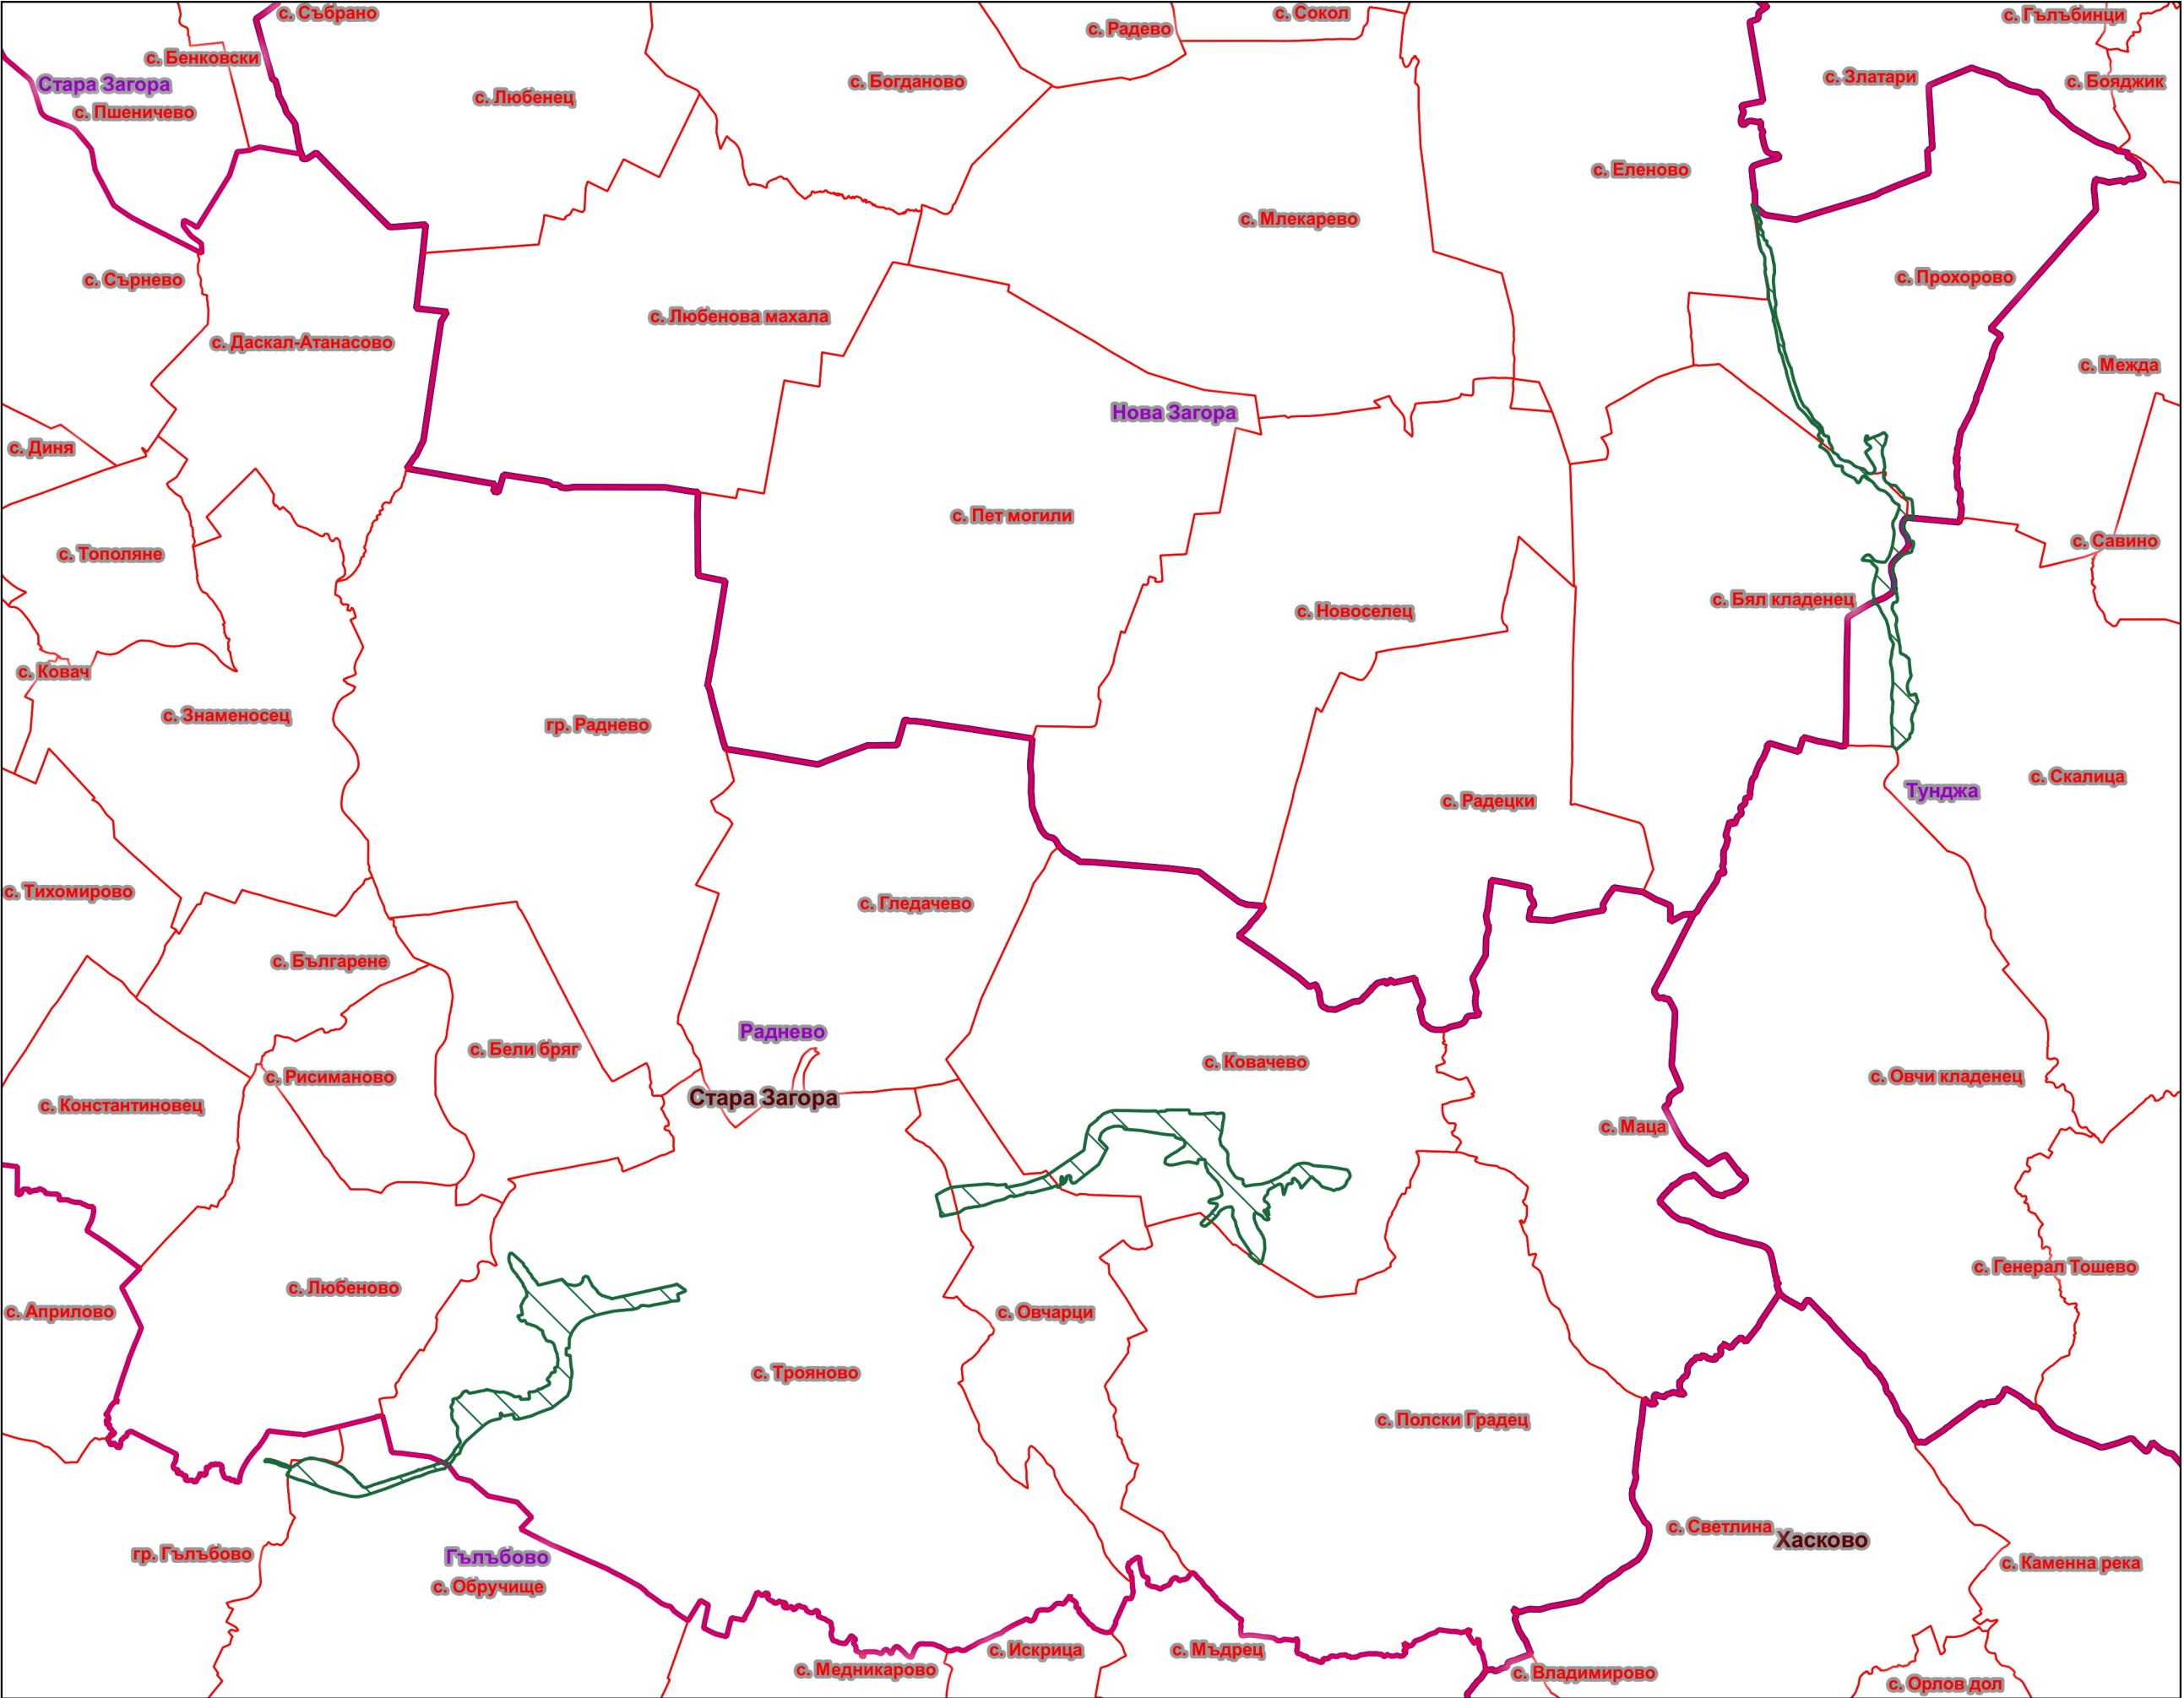 с. Събрано
с. Сокол
с. Гълъбинци
с. Радево
с. Бенковски
Стара Загора
с. Златари
с. Бояджик
с. Богданово
с. Любенец
с. Пшеничево
с. Еленово
с. Млекарево
с. Сърнево
с. Прохорово
с. Любенова махала
с. Даскал-Атанасово
с. Межда
Нова Загора
с. Диня
с. Пет могили
с. Тополяне
с. Савино
с. Бял кладенец
с. Новоселец
с. Ковач
с. Знаменосец
гр. Раднево
с. Скалица
Тунджа
с. Радецки
с. Тихомирово
с. Гледачево
с. Българене
Раднево
с. Бели бряг
с. Ковачево
с. Рисиманово
с. Овчи кладенец
Стара Загора
с. Константиновец
с. Маца
с. Генерал Тошево
с. Любеново
с. Априлово
с. Овчарци
с. Трояново
с. Полски Градец
с. Светлина
Хасково
гр. Гълъбово
Гълъбово
с. Каменна река
с. Обручище
с. Искрица
с. Мъдрец
с. Медникарово
с. Владимирово
с. Орлов дол